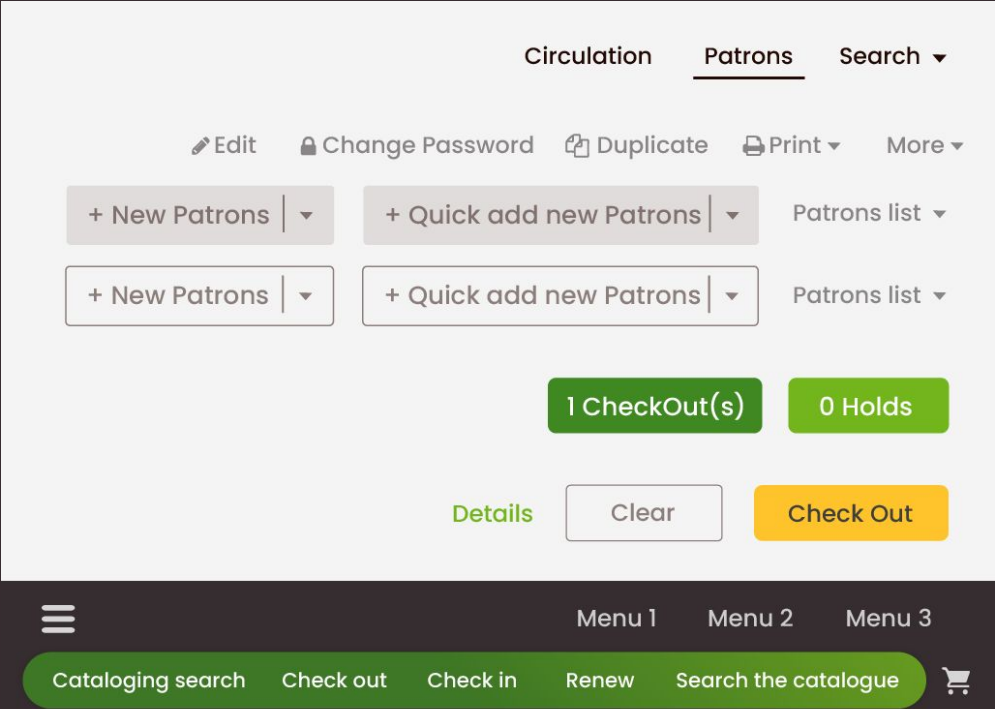 Circulation Patrons Search
Edit Change Password Duplicate Print More
+ New Patrons + Quick add new Patrons Patrons list
+ New Patrons + Quick add new Patrons Patrons list
1 CheckOut(s) 0 Holds
Details Clear Check Out
Menu 1 Menu 2 Menu 3
Cataloging search Check out Check in Renew Search the catalogue